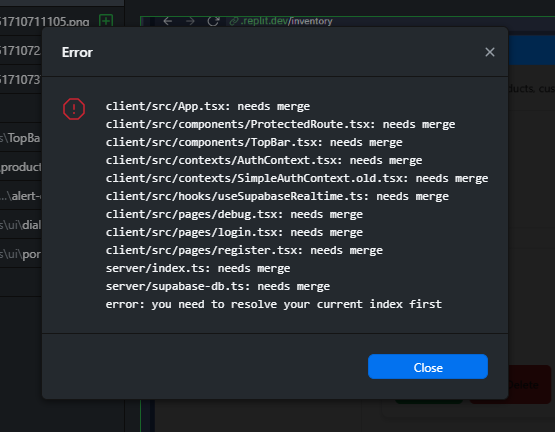 51710711105.png
.replit.dev/inventory
5171072
5171073
Error
client/src/App.tsx: needs merge
client/src/components/ProtectedRoute.tsx: needs merge
client/src/components/TopBar.tsx: needs merge
client/src/contexts/AuthContext.tsx: needs merge
client/src/contexts/SimpleAuthContext.old.tsx: needs merge
client/src/hooks/useSupabaseRealtime.ts: needs merge
client/src/pages/debug.tsx: needs merge
client/src/pages/login.tsx: needs merge
client/src/pages/register.tsx: needs merge
server/index.ts: needs merge
server/supabase-db.ts: needs merge
error: you need to resolve your current index first
Close
s\TopBa
\product
...\alert-
s\ui\dial
s\ui\por
ducts, cus